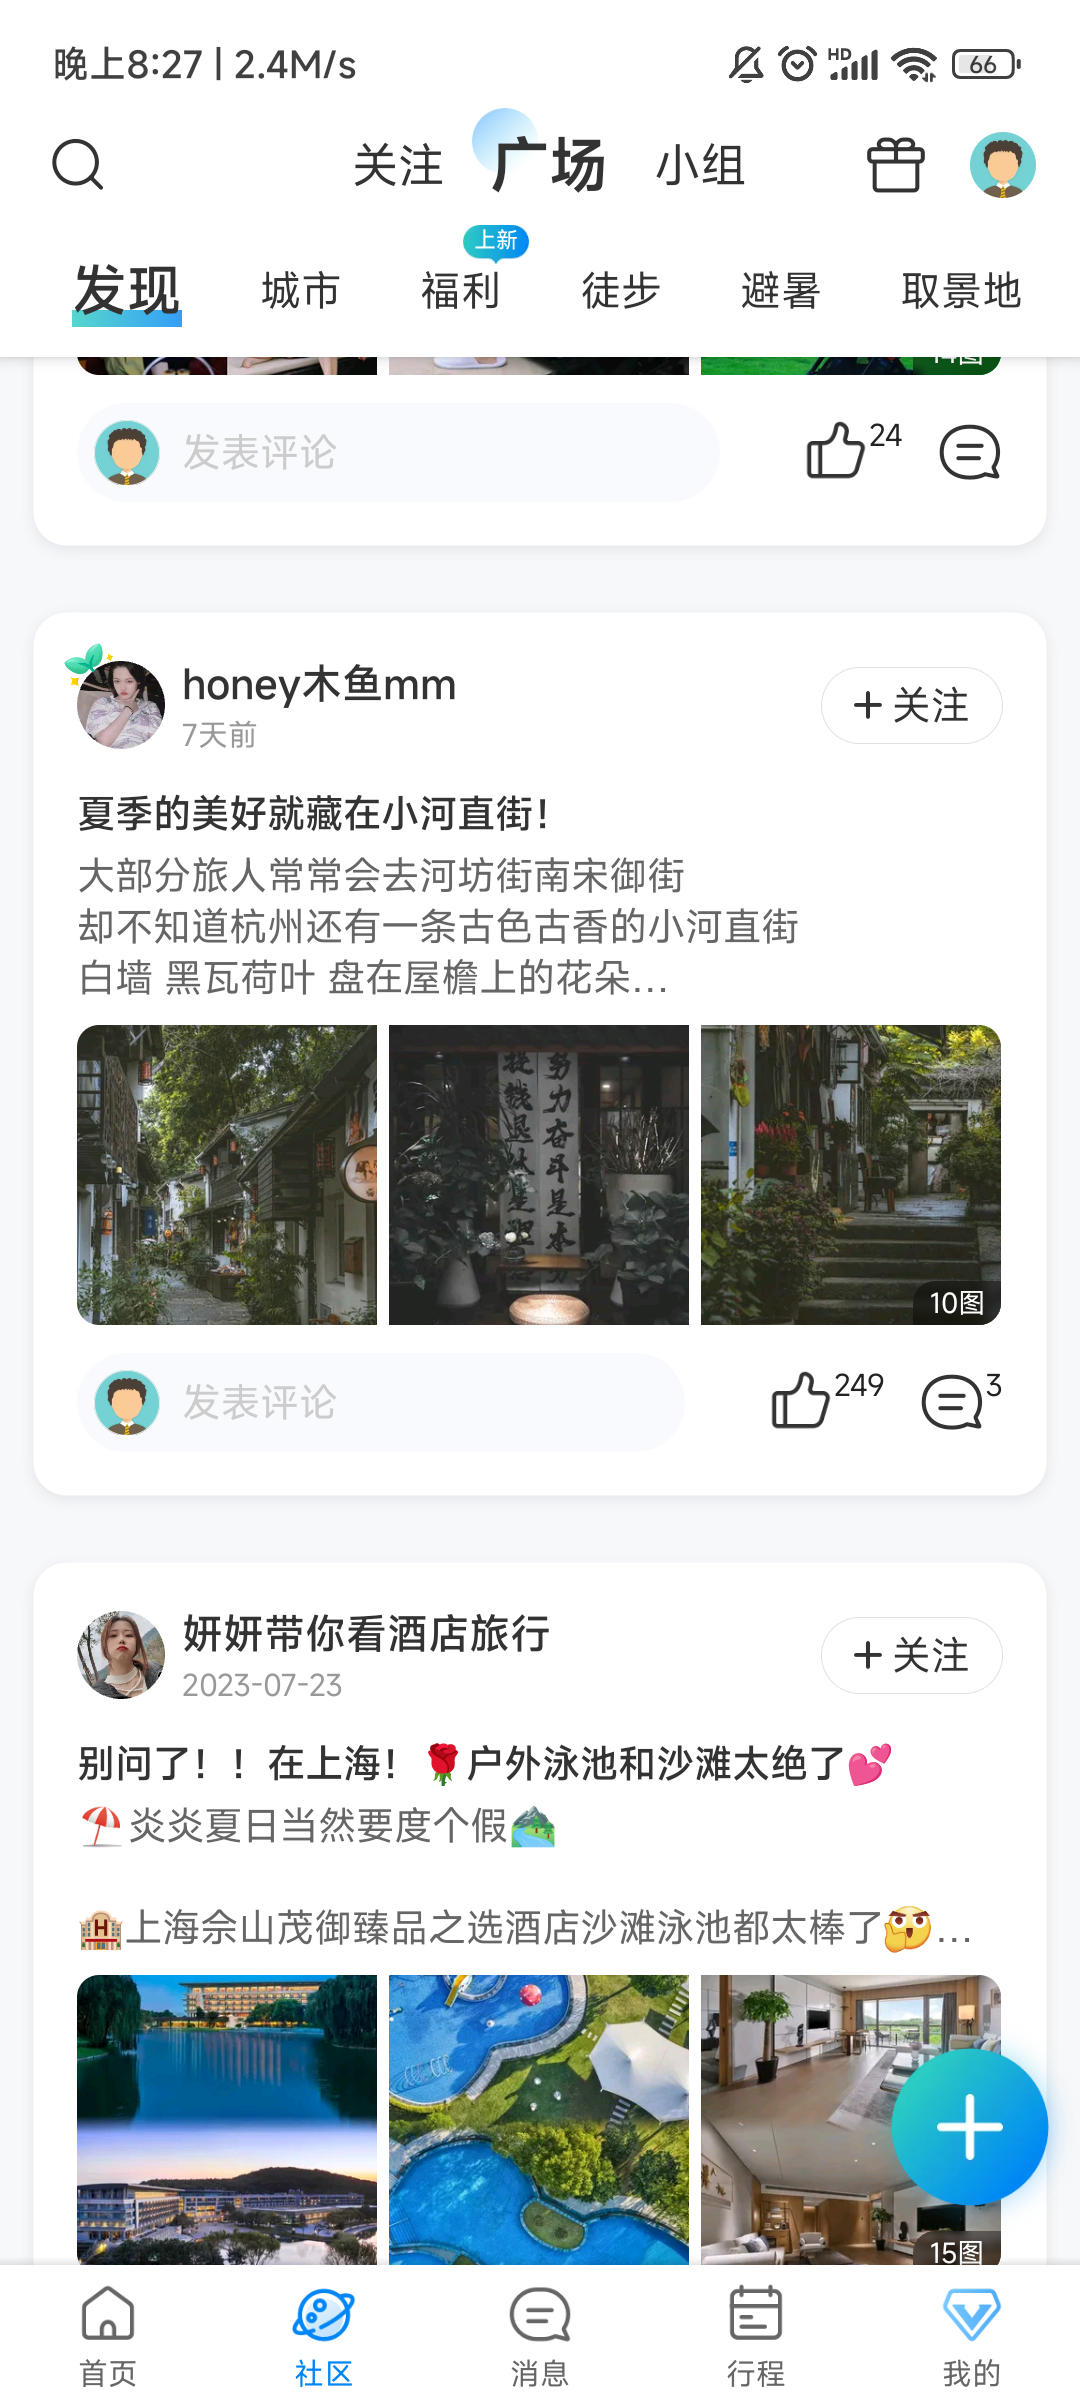 晚上8:27 | 2.4M/s
HD
66
关注 广场 小组
上新
发现 城市 福利 徒步 避暑 取景地
发表评论
24
honey木鱼mm
7天前
+ 关注
夏季的美好就藏在小河直街！
大部分旅人常常会去河坊街南宋御街
却不知道杭州还有一条古色古香的小河直街
白墙 黑瓦荷叶 盘在屋檐上的花朵...
努力奋斗是本
10图
发表评论
249
3
妍妍带你看酒店旅行
2023-07-23
+ 关注
别问了！！在上海！🌹户外泳池和沙滩太绝了💕
⛱️炎炎夏日当然要度个假🏞️
🏨上海佘山茂御臻品之选酒店沙滩泳池都太棒了...
15图
首页 社区 消息 行程 我的